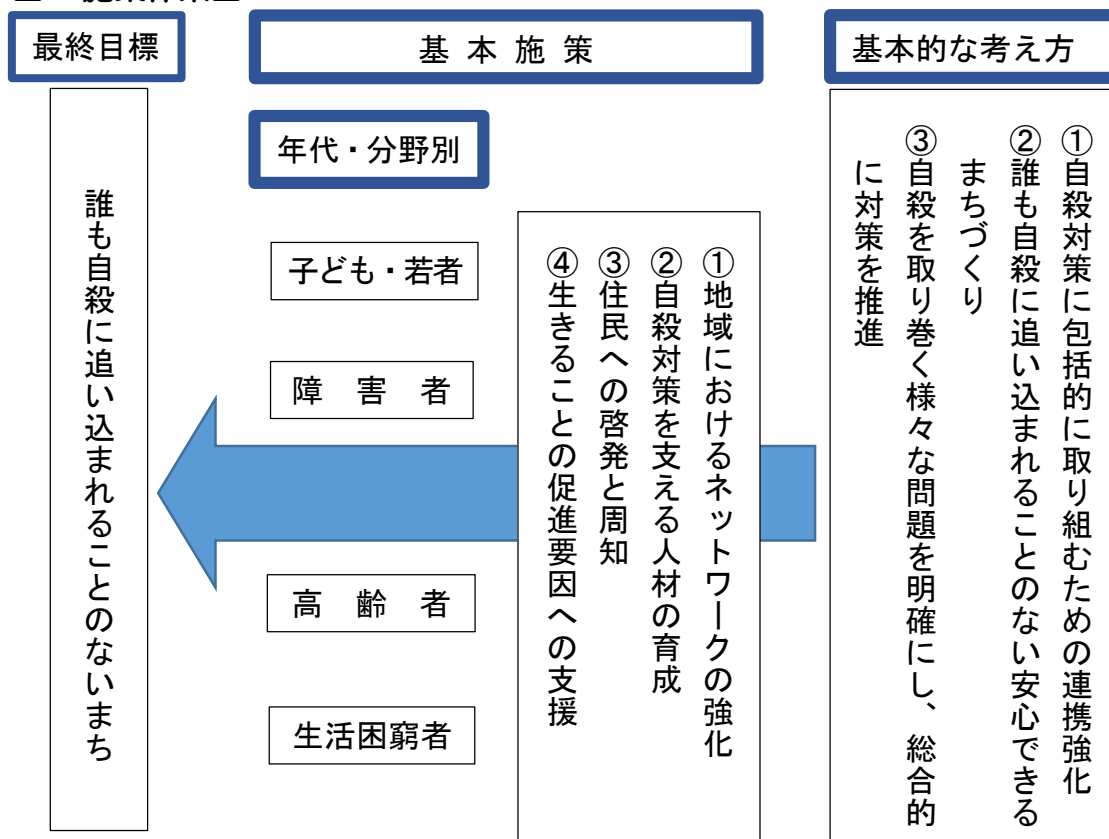 最終目標
基本施策
基本的な考え方
年代・分野別
誰も自殺に追い込まれることのないまち
子ども・若者
障害者
高齢者
生活困窮者
①地域におけるネットワークの強化
②自殺対策を支える人材の育成
③住民への啓発と周知
④生きることの促進要因への支援
①自殺対策に包括的に取り組むための連携強化
②誰も自殺に追い込まれることのない安心できる
まちづくり
③自殺を取り巻く様々な問題を明確にし、総合的
に対策を推進